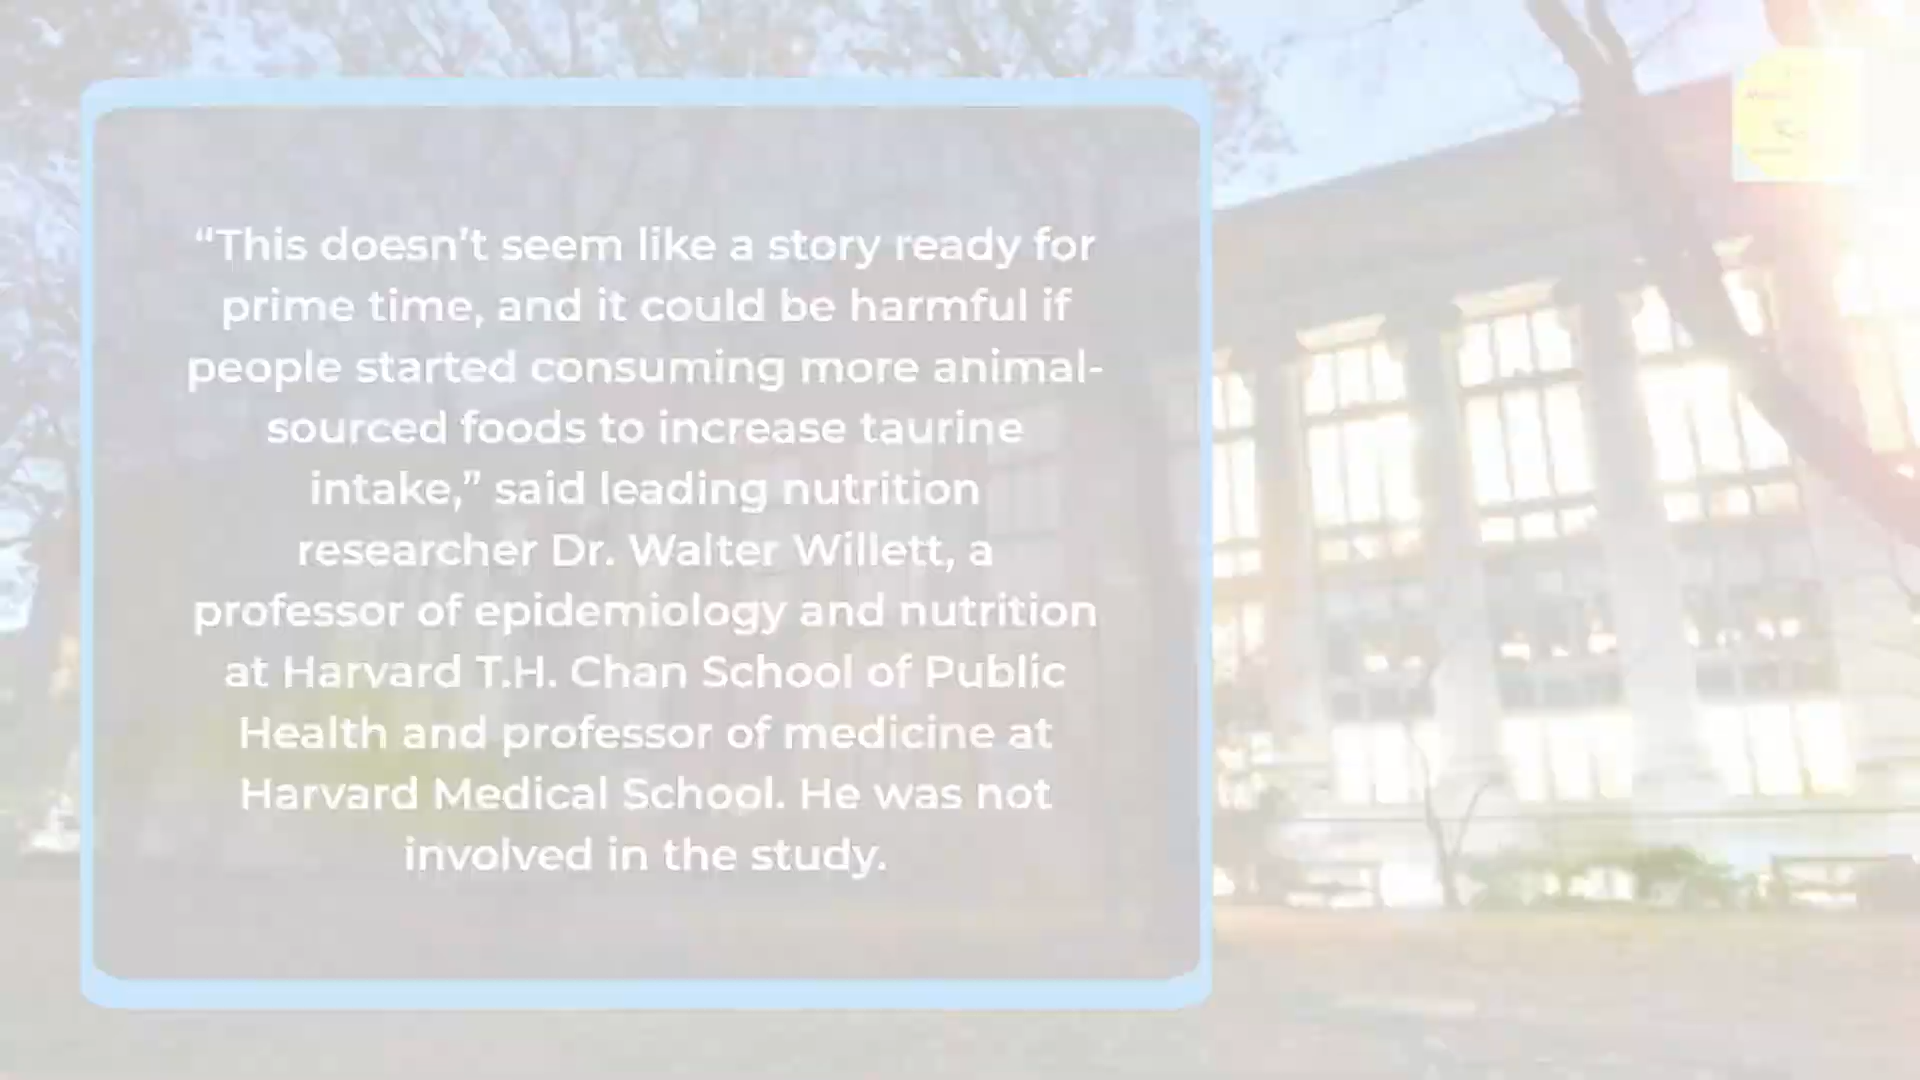 “This doesn’t seem like a story ready for
prime time, and it could be harmful if
people started consuming more animal-
sourced foods to increase taurine
intake,” said leading nutrition
researcher Dr. Walter Willett, a
professor of epidemiology and nutrition
at Harvard T.H. Chan School of Public
Health and professor of medicine at
Harvard Medical School. He was not
involved in the study.